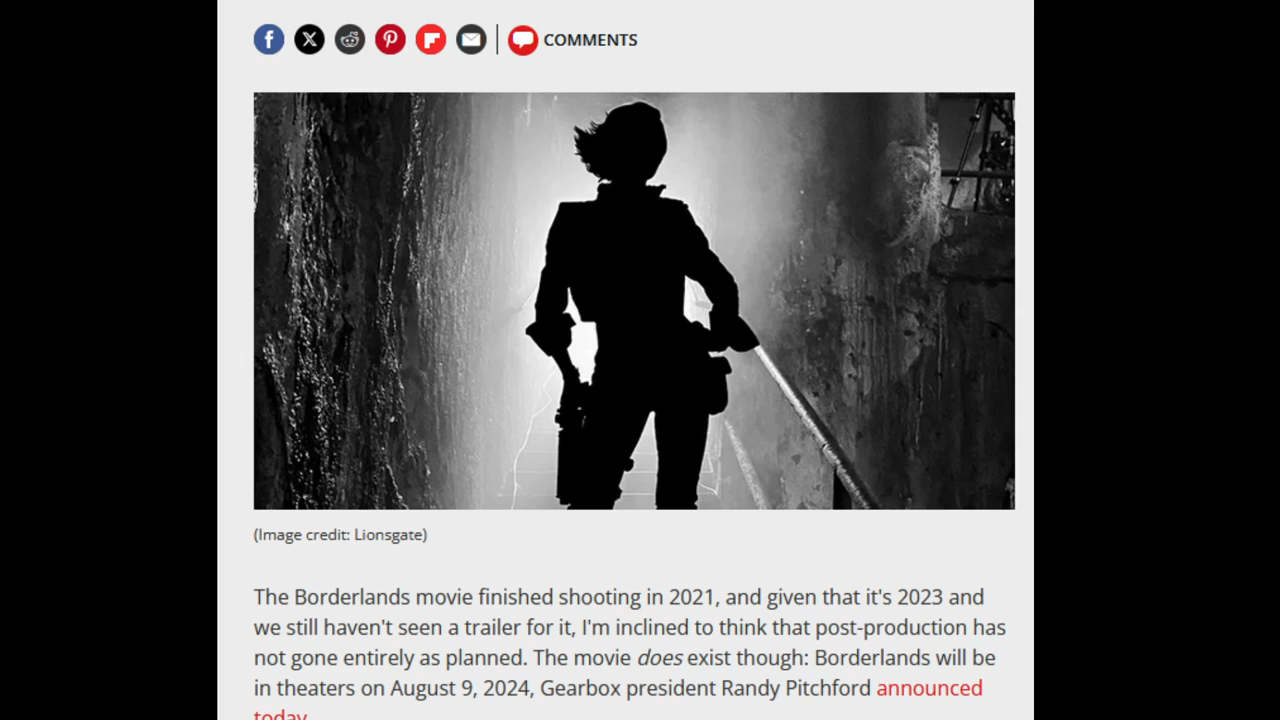 COMMENTS
(Image credit: Lionsgate)
The Borderlands movie finished shooting in 2021, and given that it's 2023 and
we still haven't seen a trailer for it, I'm inclined to think that post-production has
not gone entirely as planned. The movie does exist though: Borderlands will be
in theaters on August 9, 2024, Gearbox president Randy Pitchford announced
today.